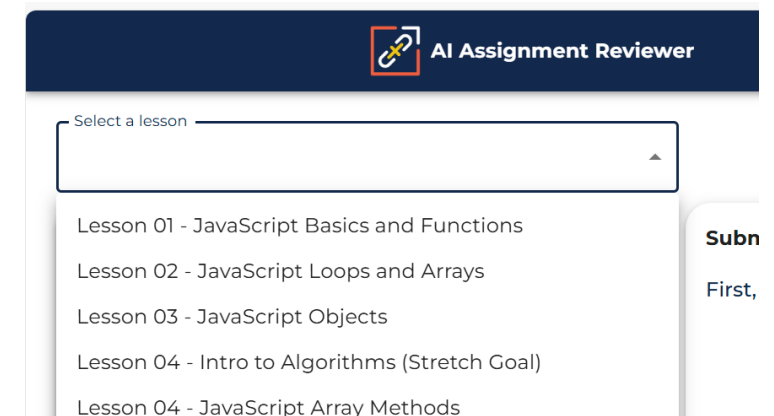 AI Assignment Reviewer
Select a lesson
Lesson 01 - JavaScript Basics and Functions
Lesson 02 - JavaScript Loops and Arrays
Lesson 03 - JavaScript Objects
Lesson 04 - Intro to Algorithms (Stretch Goal)
Lesson 04 - JavaScript Array Methods
Subn
First,